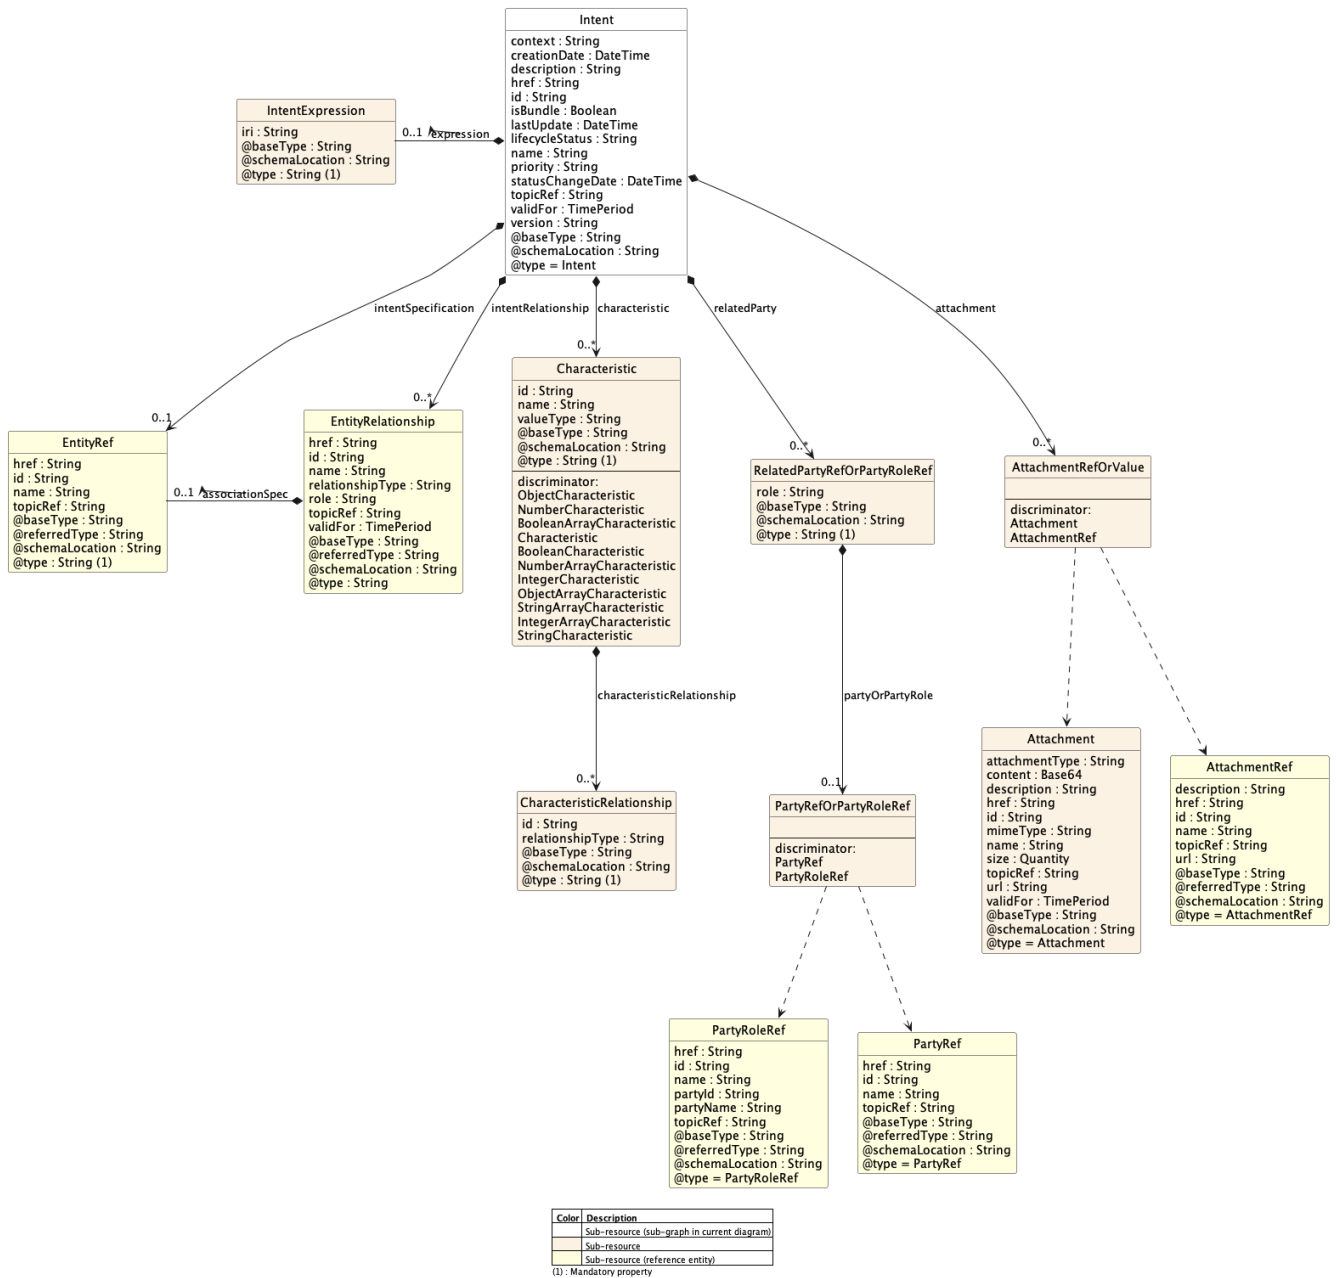 Intent
context : String
creationDate : DateTime
description : String
href : String
id : String
isBundle : Boolean
lastUpdate : DateTime
lifecycleStatus : String
name : String
priority : String
statusChangeDate : DateTime
topicRef : String
validFor : TimePeriod
version : String
@baseType : String
@schemaLocation : String
@type = Intent
IntentExpression
iri : String
@baseType : String
@schemaLocation : String
@type : String (1)
0..1
expression
intentSpecification
intentRelationship
characteristic
relatedParty
attachment
0..1
0..*
0..*
0..*
0..*
EntityRef
href : String
id : String
name : String
topicRef : String
@baseType : String
@referredType : String
@schemaLocation : String
@type : String (1)
0..1
associationSpec
EntityRelationship
href : String
id : String
name : String
relationshipType : String
role : String
topicRef : String
validFor : TimePeriod
@baseType : String
@referredType : String
@schemaLocation : String
@type : String
Characteristic
id : String
name : String
valueType : String
@baseType : String
@schemaLocation : String
@type : String (1)
discriminator:
ObjectCharacteristic
NumberCharacteristic
BooleanArrayCharacteristic
Characteristic
BooleanCharacteristic
NumberArrayCharacteristic
IntegerCharacteristic
ObjectArrayCharacteristic
StringArrayCharacteristic
IntegerArrayCharacteristic
StringCharacteristic
RelatedPartyRefOrPartyRoleRef
role : String
@baseType : String
@schemaLocation : String
@type : String (1)
AttachmentRefOrValue
discriminator:
Attachment
AttachmentRef
characteristicRelationship
0..*
partyOrPartyRole
0..1
CharacteristicRelationship
id : String
relationshipType : String
@baseType : String
@schemaLocation : String
@type : String (1)
PartyRefOrPartyRoleRef
discriminator:
PartyRef
PartyRoleRef
Attachment
attachmentType : String
content : Base64
description : String
href : String
id : String
mimeType : String
name : String
size : Quantity
topicRef : String
url : String
validFor : TimePeriod
@baseType : String
@schemaLocation : String
@type = Attachment
AttachmentRef
description : String
href : String
id : String
name : String
topicRef : String
url : String
@baseType : String
@referredType : String
@schemaLocation : String
@type = AttachmentRef
PartyRoleRef
href : String
id : String
name : String
partyId : String
partyName : String
topicRef : String
@baseType : String
@referredType : String
@schemaLocation : String
@type = PartyRoleRef
PartyRef
href : String
id : String
name : String
topicRef : String
@baseType : String
@referredType : String
@schemaLocation : String
@type = PartyRef
Color Description
Sub-resource (sub-graph in current diagram)
Sub-resource
Sub-resource (reference entity)
(1) : Mandatory property